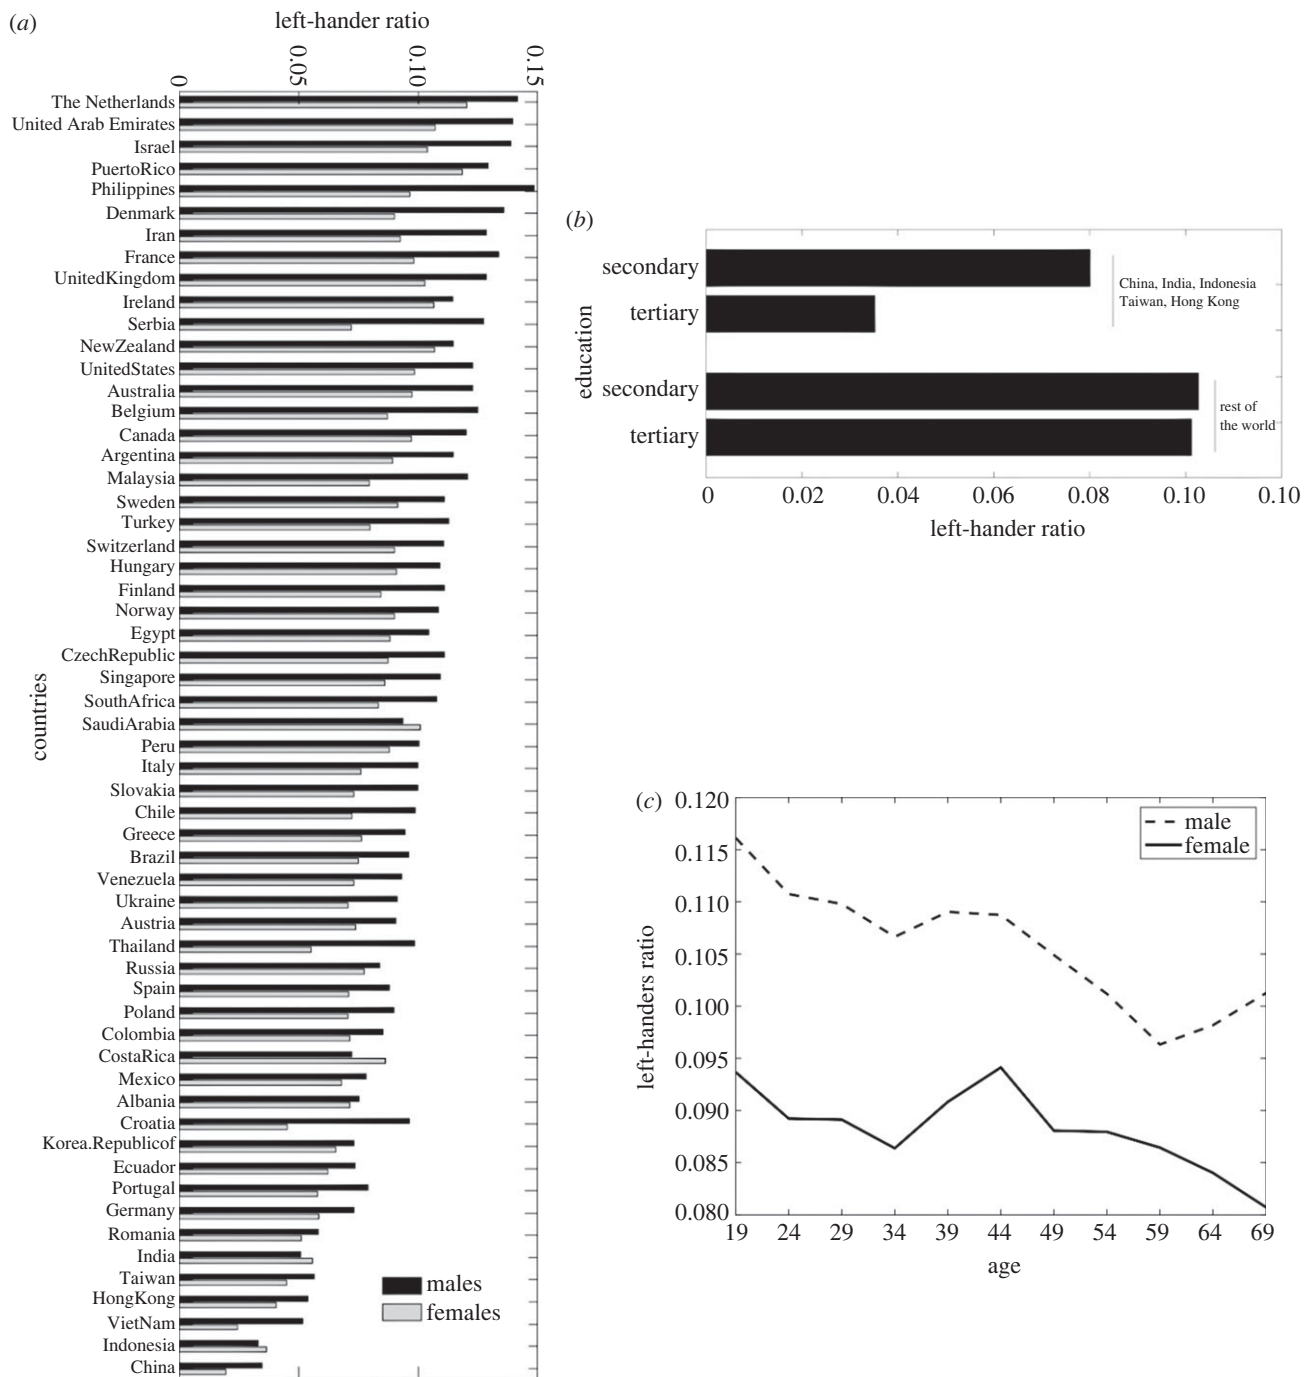 (a)
left-hander ratio
0 0.05 0.10 0.15
countries
The Netherlands
United Arab Emirates
Israel
PuertoRico
Philippines
Denmark
Iran
France
UnitedKingdom
Ireland
Serbia
NewZealand
UnitedStates
Australia
Belgium
Canada
Argentina
Malaysia
Sweden
Turkey
Switzerland
Hungary
Finland
Norway
Egypt
CzechRepublic
Singapore
SouthAfrica
SaudiArabia
Peru
Italy
Slovakia
Chile
Greece
Brazil
Venezuela
Ukraine
Austria
Thailand
Russia
Spain
Poland
Colombia
CostaRica
Mexico
Albania
Croatia
Korea.Republicof
Ecuador
Portugal
Germany
Romania
India
Taiwan
HongKong
VietNam
Indonesia
China
males
females
(b)
education
secondary
tertiary
secondary
tertiary
China, India, Indonesia
Taiwan, Hong Kong
rest of
the world
0 0.02 0.04 0.06 0.08 0.10 0.10
left-hander ratio
(c)
left-handers ratio
0.120
0.115
0.110
0.105
0.100
0.095
0.090
0.085
0.080
male
female
19 24 29 34 39 44 49 54 59 64 69
age